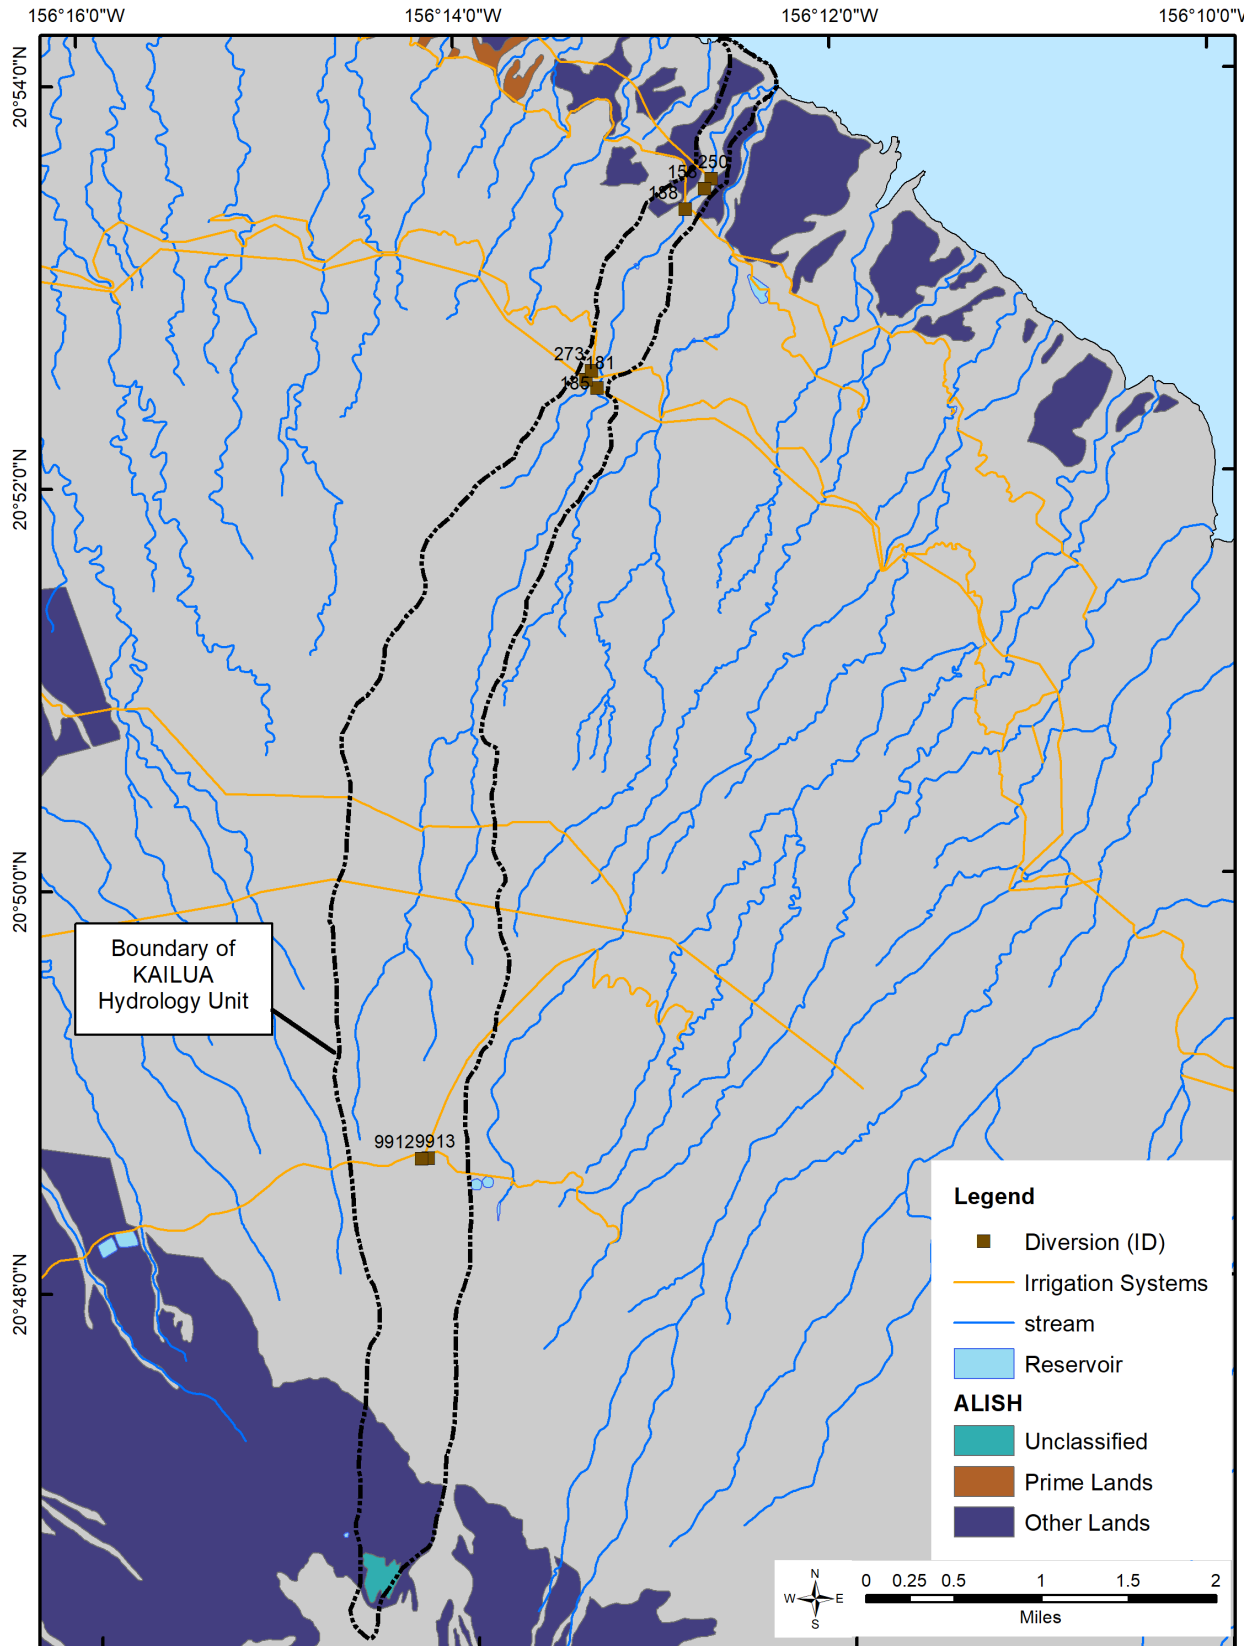 156°16'0"W
156°14'0"W
156°12'0"W
156°10'0"W
20°54'0"N
250
188
273
181
185
20°52'0"N
20°50'0"N
Boundary of
KAILUA
Hydrology Unit
99129913
20°48'0"N
Legend
Diversion (ID)
Irrigation Systems
stream
Reservoir
ALISH
Unclassified
Prime Lands
Other Lands
N
W E
S
0 0.25 0.5 1 1.5 2
Miles